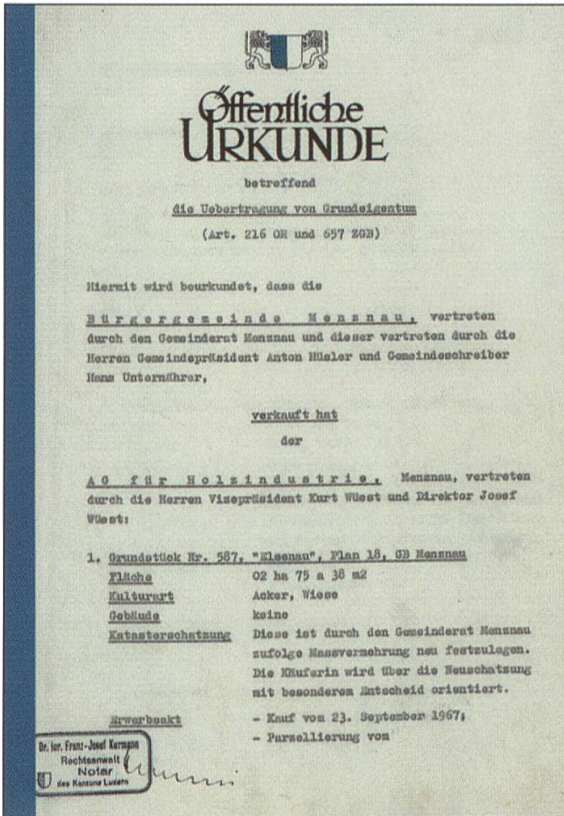 Öffentliche
URKUNDE
betreffend
die Uebertragung von Grundeigentum
(Art. 216 OR und 657 ZGB)
Hiermit wird beurkundet, dass die
Bürgergemeinde Menznau, vertreten
durch den Gemeinderat Menznau und dieser vertreten durch die
Herren Gemeindepräsident Anton Hüsler und Gemeindeschreiber
Hans Unternährer,
verkauft hat
der
AG für Holzindustrie, Menznau, vertreten
durch die Herren Vizepräsident Kurt Wüest und Direktor Josef
Wüest:
1. Grundstück Nr. 587, "Elsenau", Plan 18, GB Menznau
Fläche 02 ha 75 a 38 m2
Kulturart Acker, Wiese
Gebäude keine
Katasterschatzung Diese ist durch den Gemeinderat Menznau
zufolge Massvermehrung neu festzulegen.
Die Käuferin wird über die Neuschatzung
mit besonderem Entscheid orientiert.
Erwerbsakt - Kauf vom 23. September 1967;
- Parzellierung vom
Dr. iur. Franz-Josef Kurmann
Rechtsanwalt
Notar
des Kantons Luzern